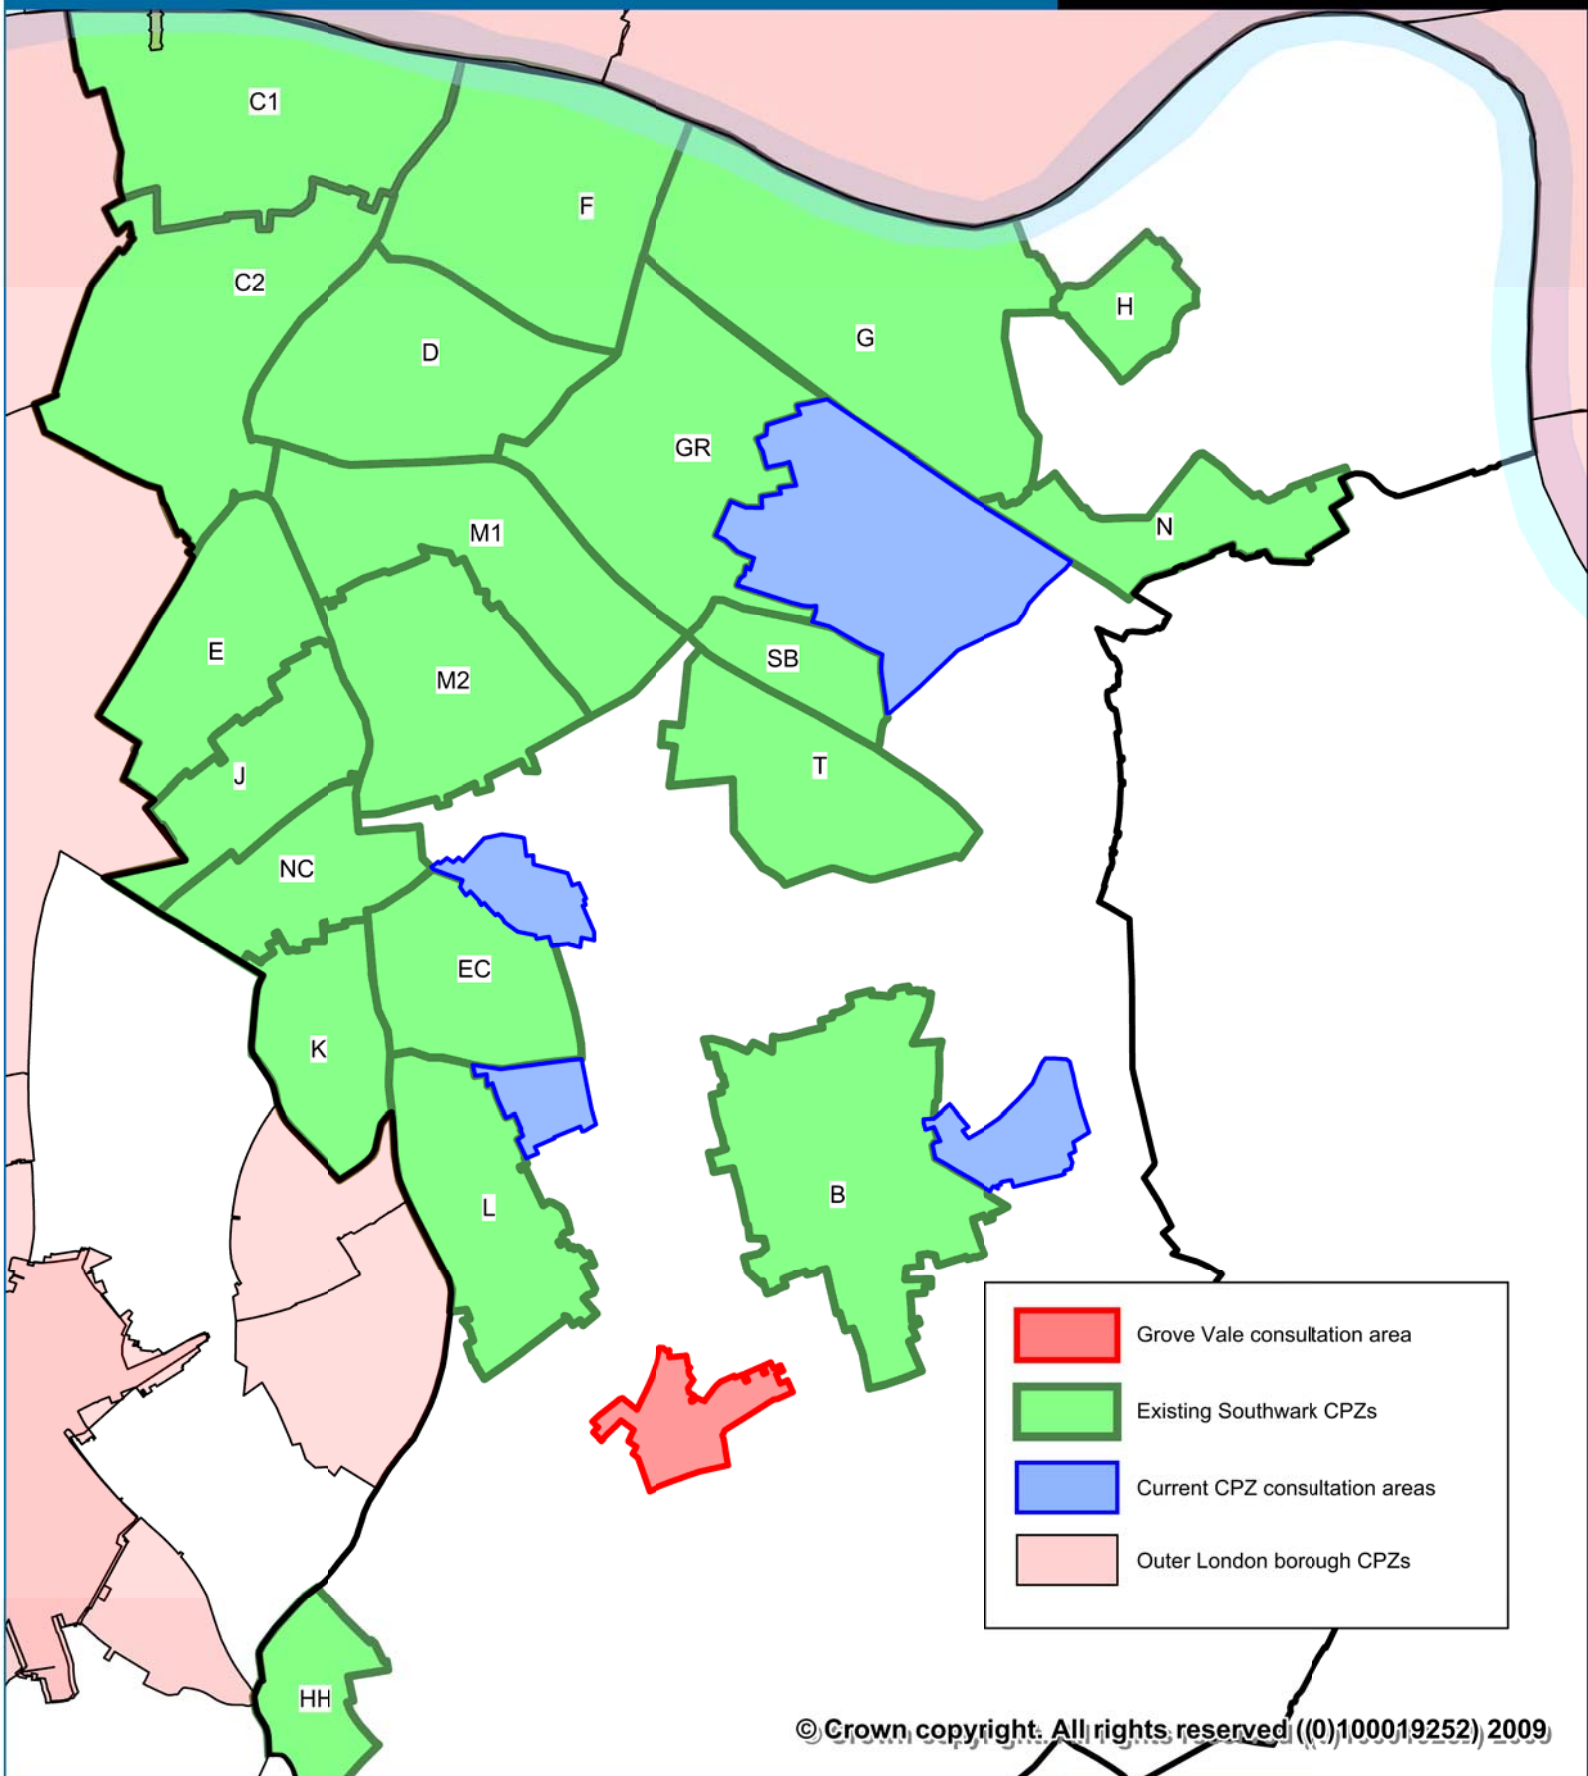 C1
F
C2
H
G
D
GR
N
M1
E
SB
M2
T
J
NC
EC
K
B
L
Grove Vale consultation area
Existing Southwark CPZs
Current CPZ consultation areas
Outer London borough CPZs
HH
© Crown copyright. All rights reserved ((0)100019252) 2009